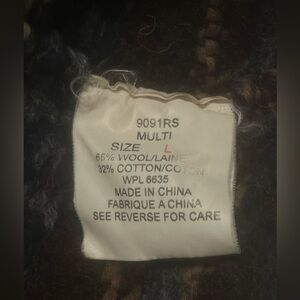 9091RS
MULTI
SIZE L
68% WOOL/LAINE
32% COTTON/COTON
WPL 6635
MADE IN CHINA
FABRIQUE A CHINA
SEE REVERSE FOR CARE